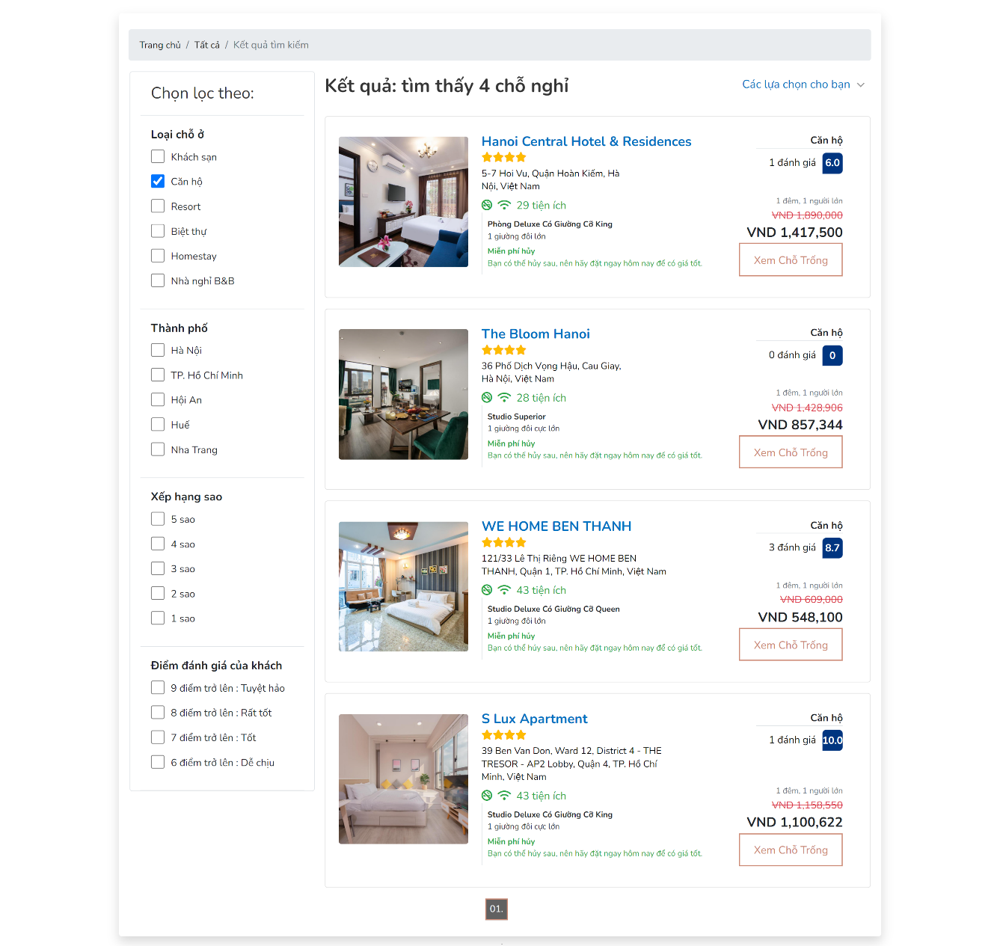 Trang chủ / Tất cả / Kết quả tìm kiếm
Chọn lọc theo:
Loại chỗ ở
Khách sạn
Căn hộ
Resort
Biệt thự
Homestay
Nhà nghỉ B&B
Thành phố
Hà Nội
TP. Hồ Chí Minh
Hội An
Huế
Nha Trang
Xếp hạng sao
5 sao
4 sao
3 sao
2 sao
1 sao
Điểm đánh giá của khách
9 điểm trở lên : Tuyệt hảo
8 điểm trở lên : Rất tốt
7 điểm trở lên : Tốt
6 điểm trở lên : Dễ chịu
Kết quả: tìm thấy 4 chỗ nghỉ
Các lựa chọn cho bạn
Hanoi Central Hotel & Residences
5-7 Hoi Vu, Quận Hoàn Kiếm, Hà
Nội, Việt Nam
29 tiện ích
Phòng Deluxe Có Giường Cỡ King
1 giường đôi lớn
Miễn phí hủy
Bạn có thể hủy sau, nên hãy đặt ngay hôm nay để có giá tốt.
Căn hộ
1 đánh giá 6.0
1 đêm, 1 người lớn
VND 1,890,000
VND 1,417,500
Xem Chỗ Trống
The Bloom Hanoi
36 Phố Dịch Vọng Hậu, Cau Giay,
Hà Nội, Việt Nam
28 tiện ích
Studio Superior
1 giường đôi cực lớn
Miễn phí hủy
Bạn có thể hủy sau, nên hãy đặt ngay hôm nay để có giá tốt.
Căn hộ
0 đánh giá 0
1 đêm, 1 người lớn
VND 1,428,906
VND 857,344
Xem Chỗ Trống
WE HOME BEN THANH
121/33 Lê Thị Riêng WE HOME BEN
THANH, Quận 1, TP. Hồ Chí Minh, Việt Nam
43 tiện ích
Studio Deluxe Có Giường Cỡ Queen
1 giường đôi lớn
Miễn phí hủy
Bạn có thể hủy sau, nên hãy đặt ngay hôm nay để có giá tốt.
Căn hộ
3 đánh giá 8.7
1 đêm, 1 người lớn
VND 609,000
VND 548,100
Xem Chỗ Trống
S Lux Apartment
39 Ben Van Don, Ward 12, District 4 - THE
TRESOR - AP2 Lobby, Quận 4, TP. Hồ Chí
Minh, Việt Nam
43 tiện ích
Studio Deluxe Có Giường Cỡ King
1 giường đôi cực lớn
Miễn phí hủy
Bạn có thể hủy sau, nên hãy đặt ngay hôm nay để có giá tốt.
Căn hộ
1 đánh giá 10.0
1 đêm, 1 người lớn
VND 1,158,550
VND 1,100,622
Xem Chỗ Trống
01.